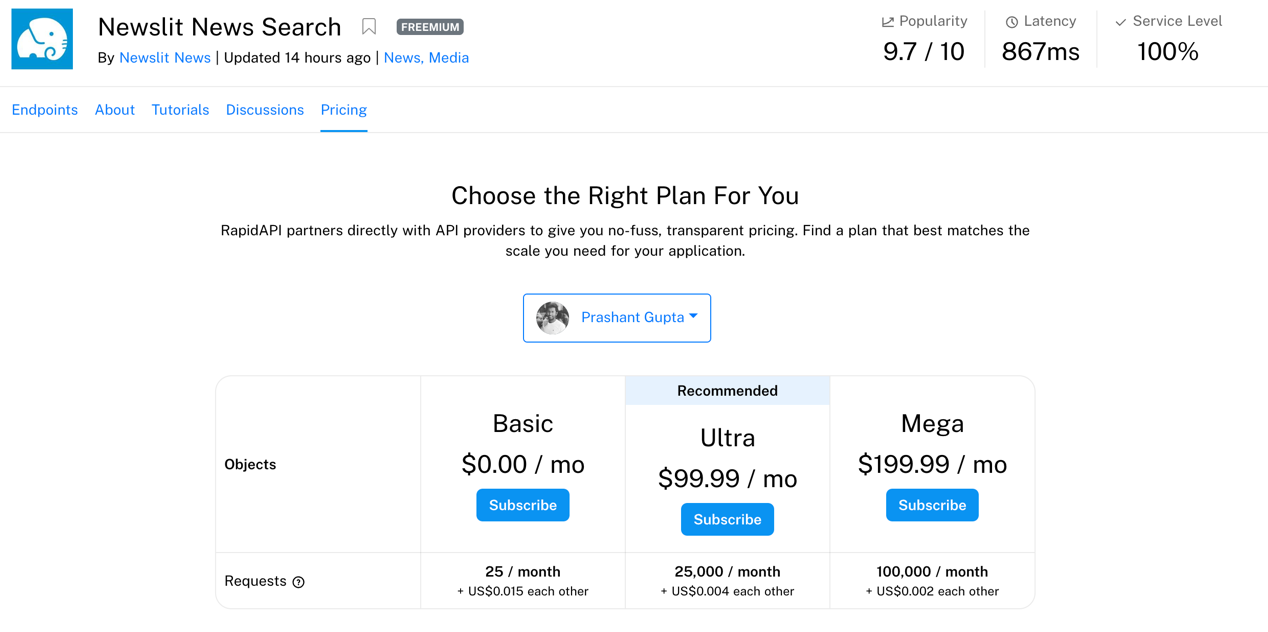 Newslit News Search FREEMIUM
By Newslit News | Updated 14 hours ago | News, Media
Popularity
9.7 / 10
Latency
867ms
Service Level
100%
Endpoints About Tutorials Discussions Pricing
Choose the Right Plan For You
RapidAPI partners directly with API providers to give you no-fuss, transparent pricing. Find a plan that best matches the
scale you need for your application.
Prashant Gupta
Objects
Basic
$0.00 / mo
Subscribe
Recommended
Ultra
$99.99 / mo
Subscribe
Mega
$199.99 / mo
Subscribe
Requests ?
25 / month
+ US$0.015 each other
25,000 / month
+ US$0.004 each other
100,000 / month
+ US$0.002 each other